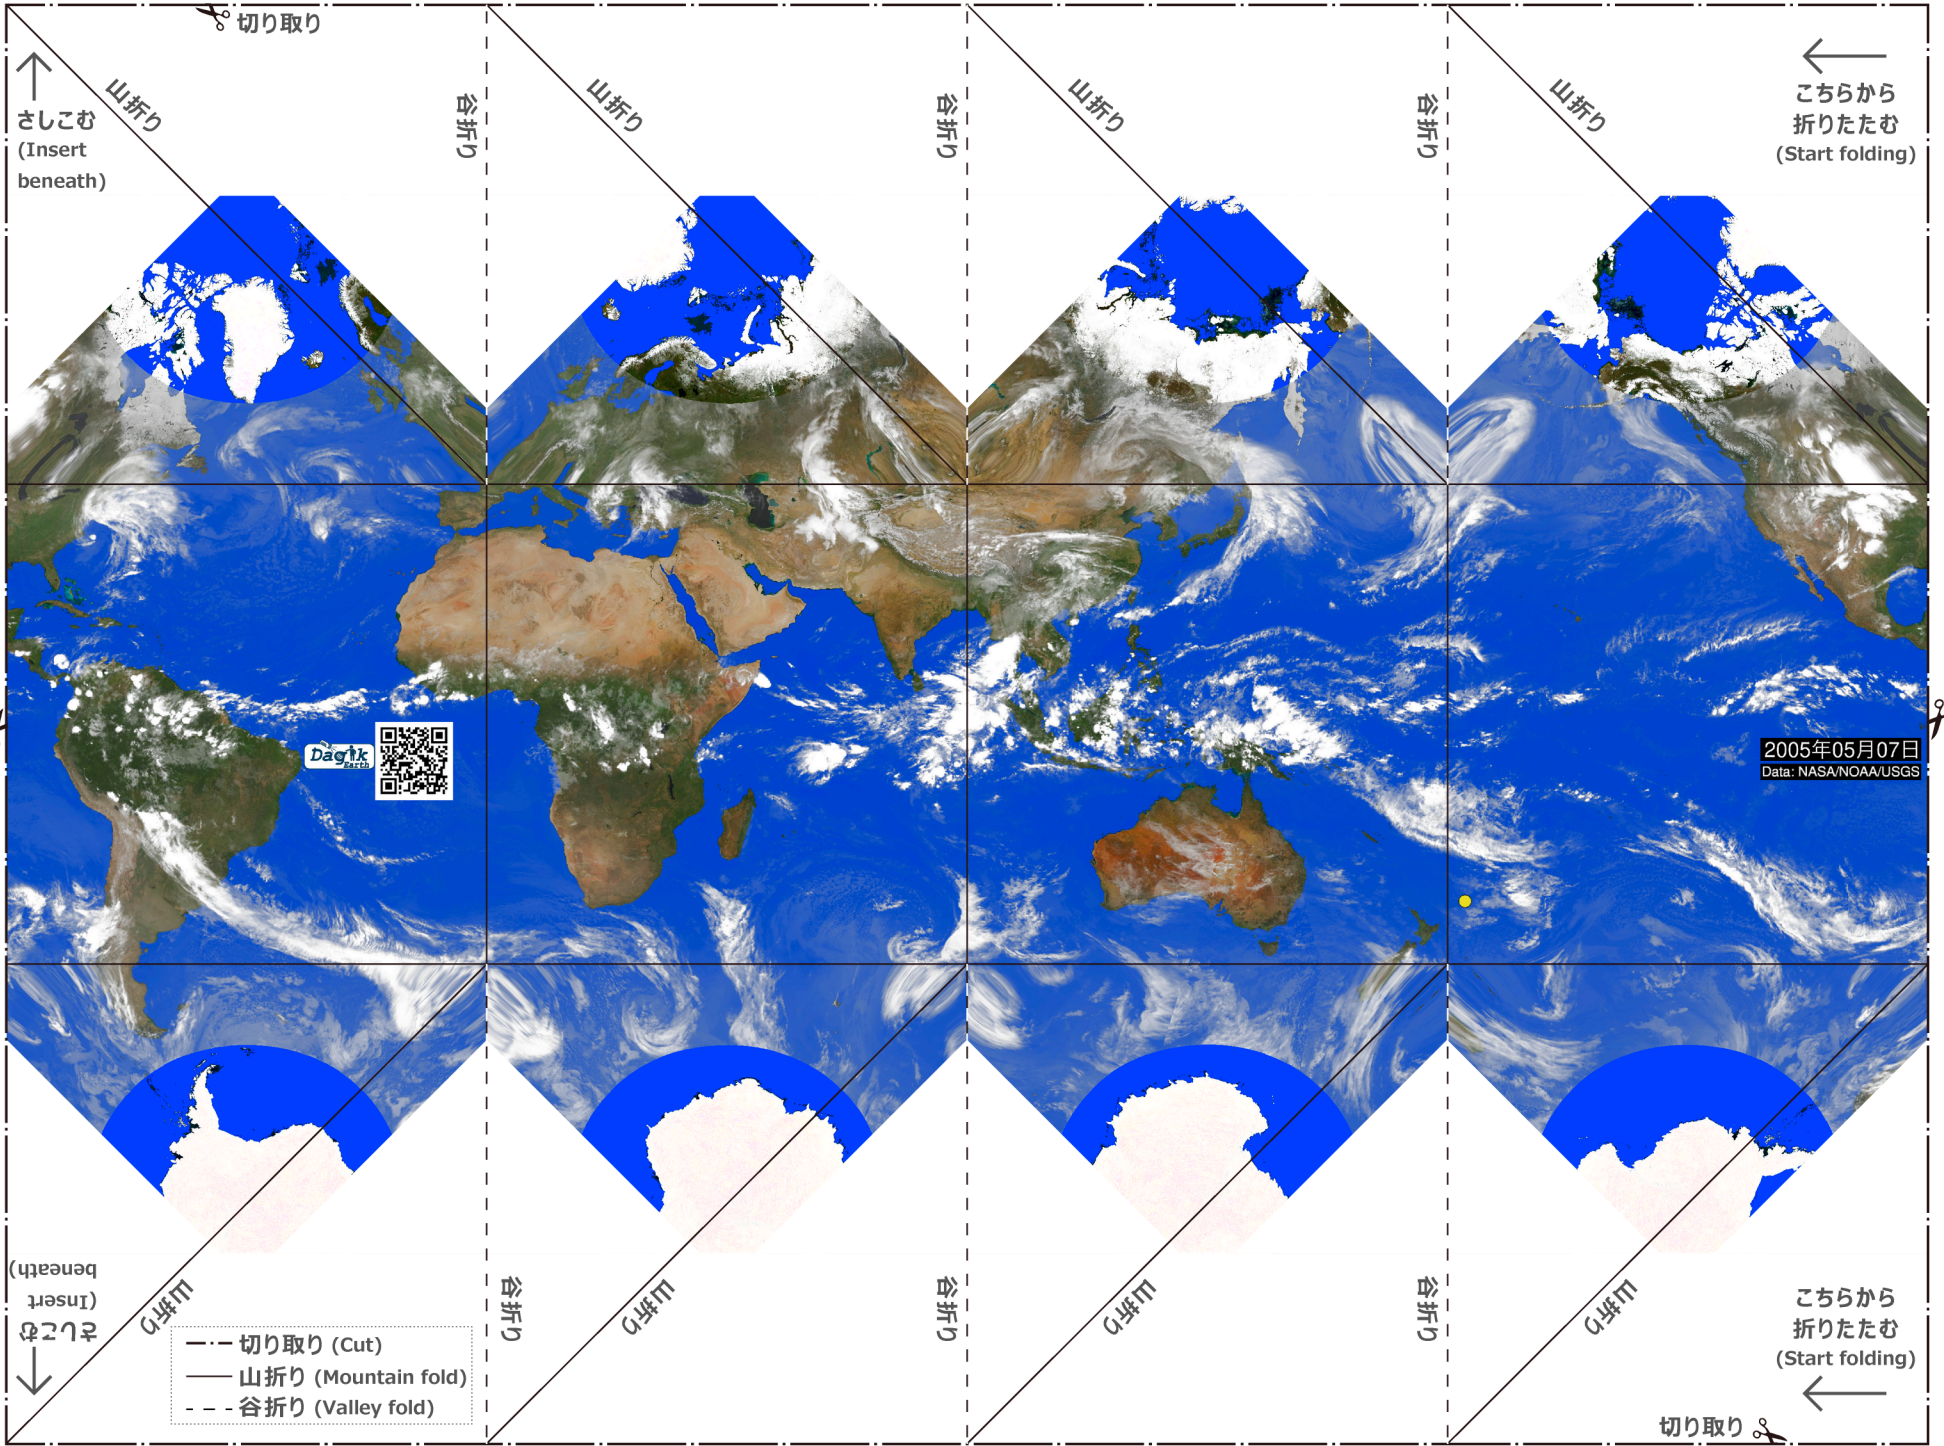 切り取り
さしこむ
(Insert
beneath)
山折り
谷折り
山折り
谷折り
山折り
谷折り
山折り
こちらから
折りたたむ
(Start folding)
Dagik
Earth
2005年05月07日
Data: NASA/NOAA/USGS
さしこむ
(Insert
beneath)
山折り
谷折り
山折り
谷折り
山折り
谷折り
山折り
こちらから
折りたたむ
(Start folding)
切り取り (Cut)
山折り (Mountain fold)
谷折り (Valley fold)
切り取り